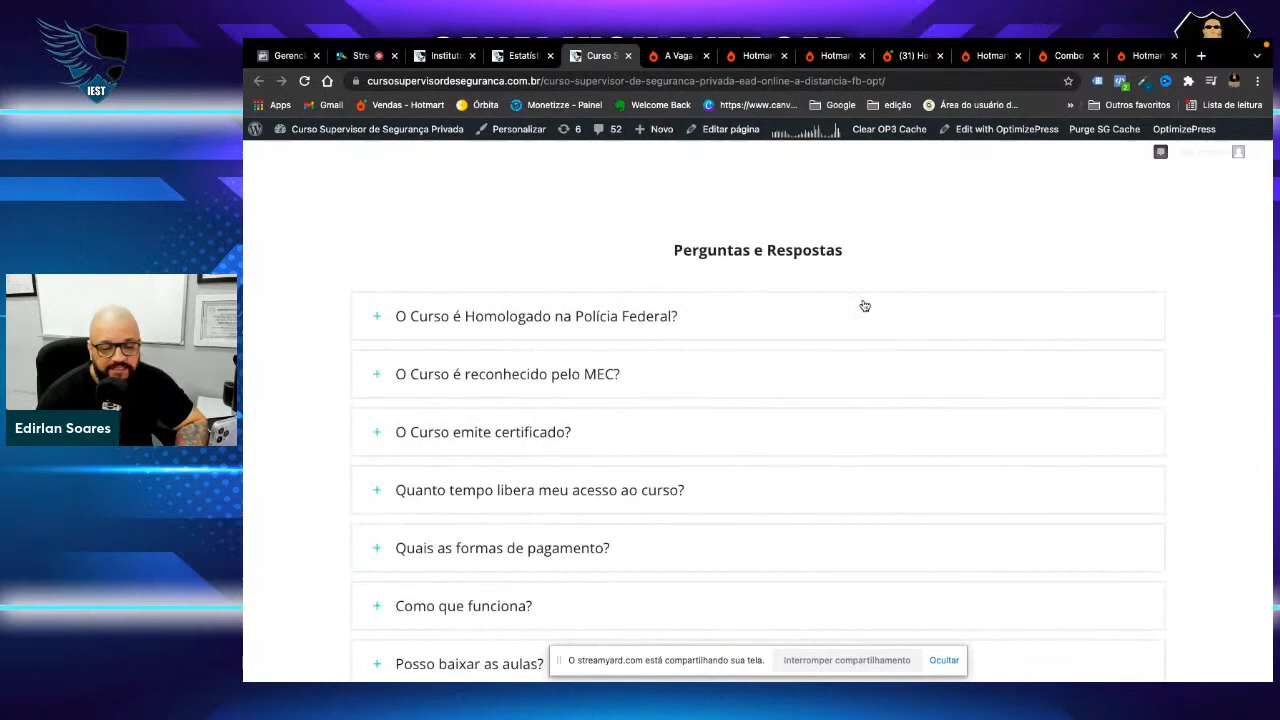 IEST
Gerenci
Stre
Institut
Estatíst
Curso S
A Vaga
Hotmar
Hotmar
(31) Ho
Hotmar
Combo
Hotmar
cursosupervisordeseguranca.com.br/curso-supervisor-de-seguranca-privada-ead-online-a-distancia-fb-opt/
Apps
Gmail
Vendas - Hotmart
Órbita
Monetizze - Painel
Welcome Back
https://www.canv...
Google
edição
Área do usuário d...
»
Outros favoritos
Lista de leitura
Curso Supervisor de Segurança Privada
Personalizar
6
52
Novo
Editar página
Clear OP3 Cache
Edit with OptimizePress
Purge SG Cache
OptimizePress
Perguntas e Respostas
+ O Curso é Homologado na Polícia Federal?
+ O Curso é reconhecido pelo MEC?
+ O Curso emite certificado?
+ Quanto tempo libera meu acesso ao curso?
+ Quais as formas de pagamento?
+ Como que funciona?
+ Posso baixar as aulas?
Edirlan Soares
O streamyard.com está compartilhando sua tela.
Interromper compartilhamento
Ocultar